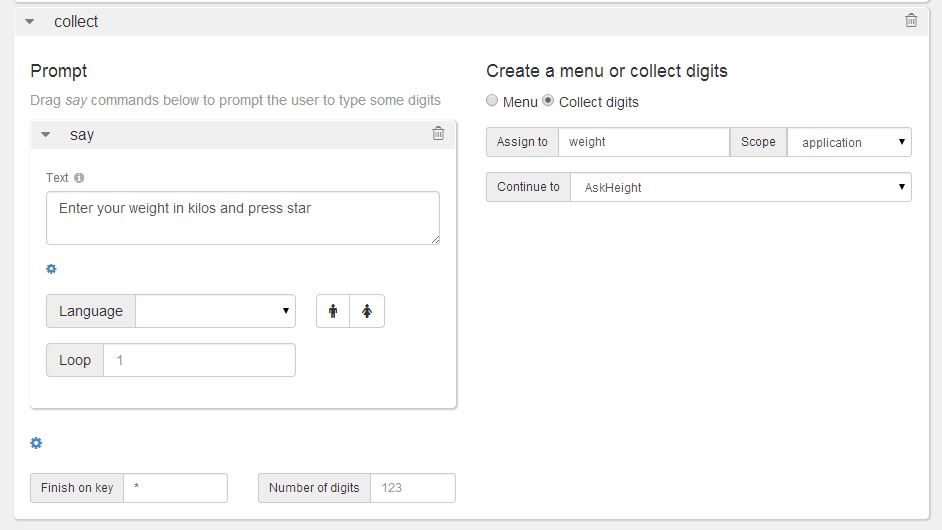 collect
Prompt
Drag say commands below to prompt the user to type some digits
say
Text
Enter your weight in kilos and press star
Language
Loop 1
Finish on key * Number of digits 123
Create a menu or collect digits
Menu Collect digits
Assign to weight Scope application
Continue to AskHeight